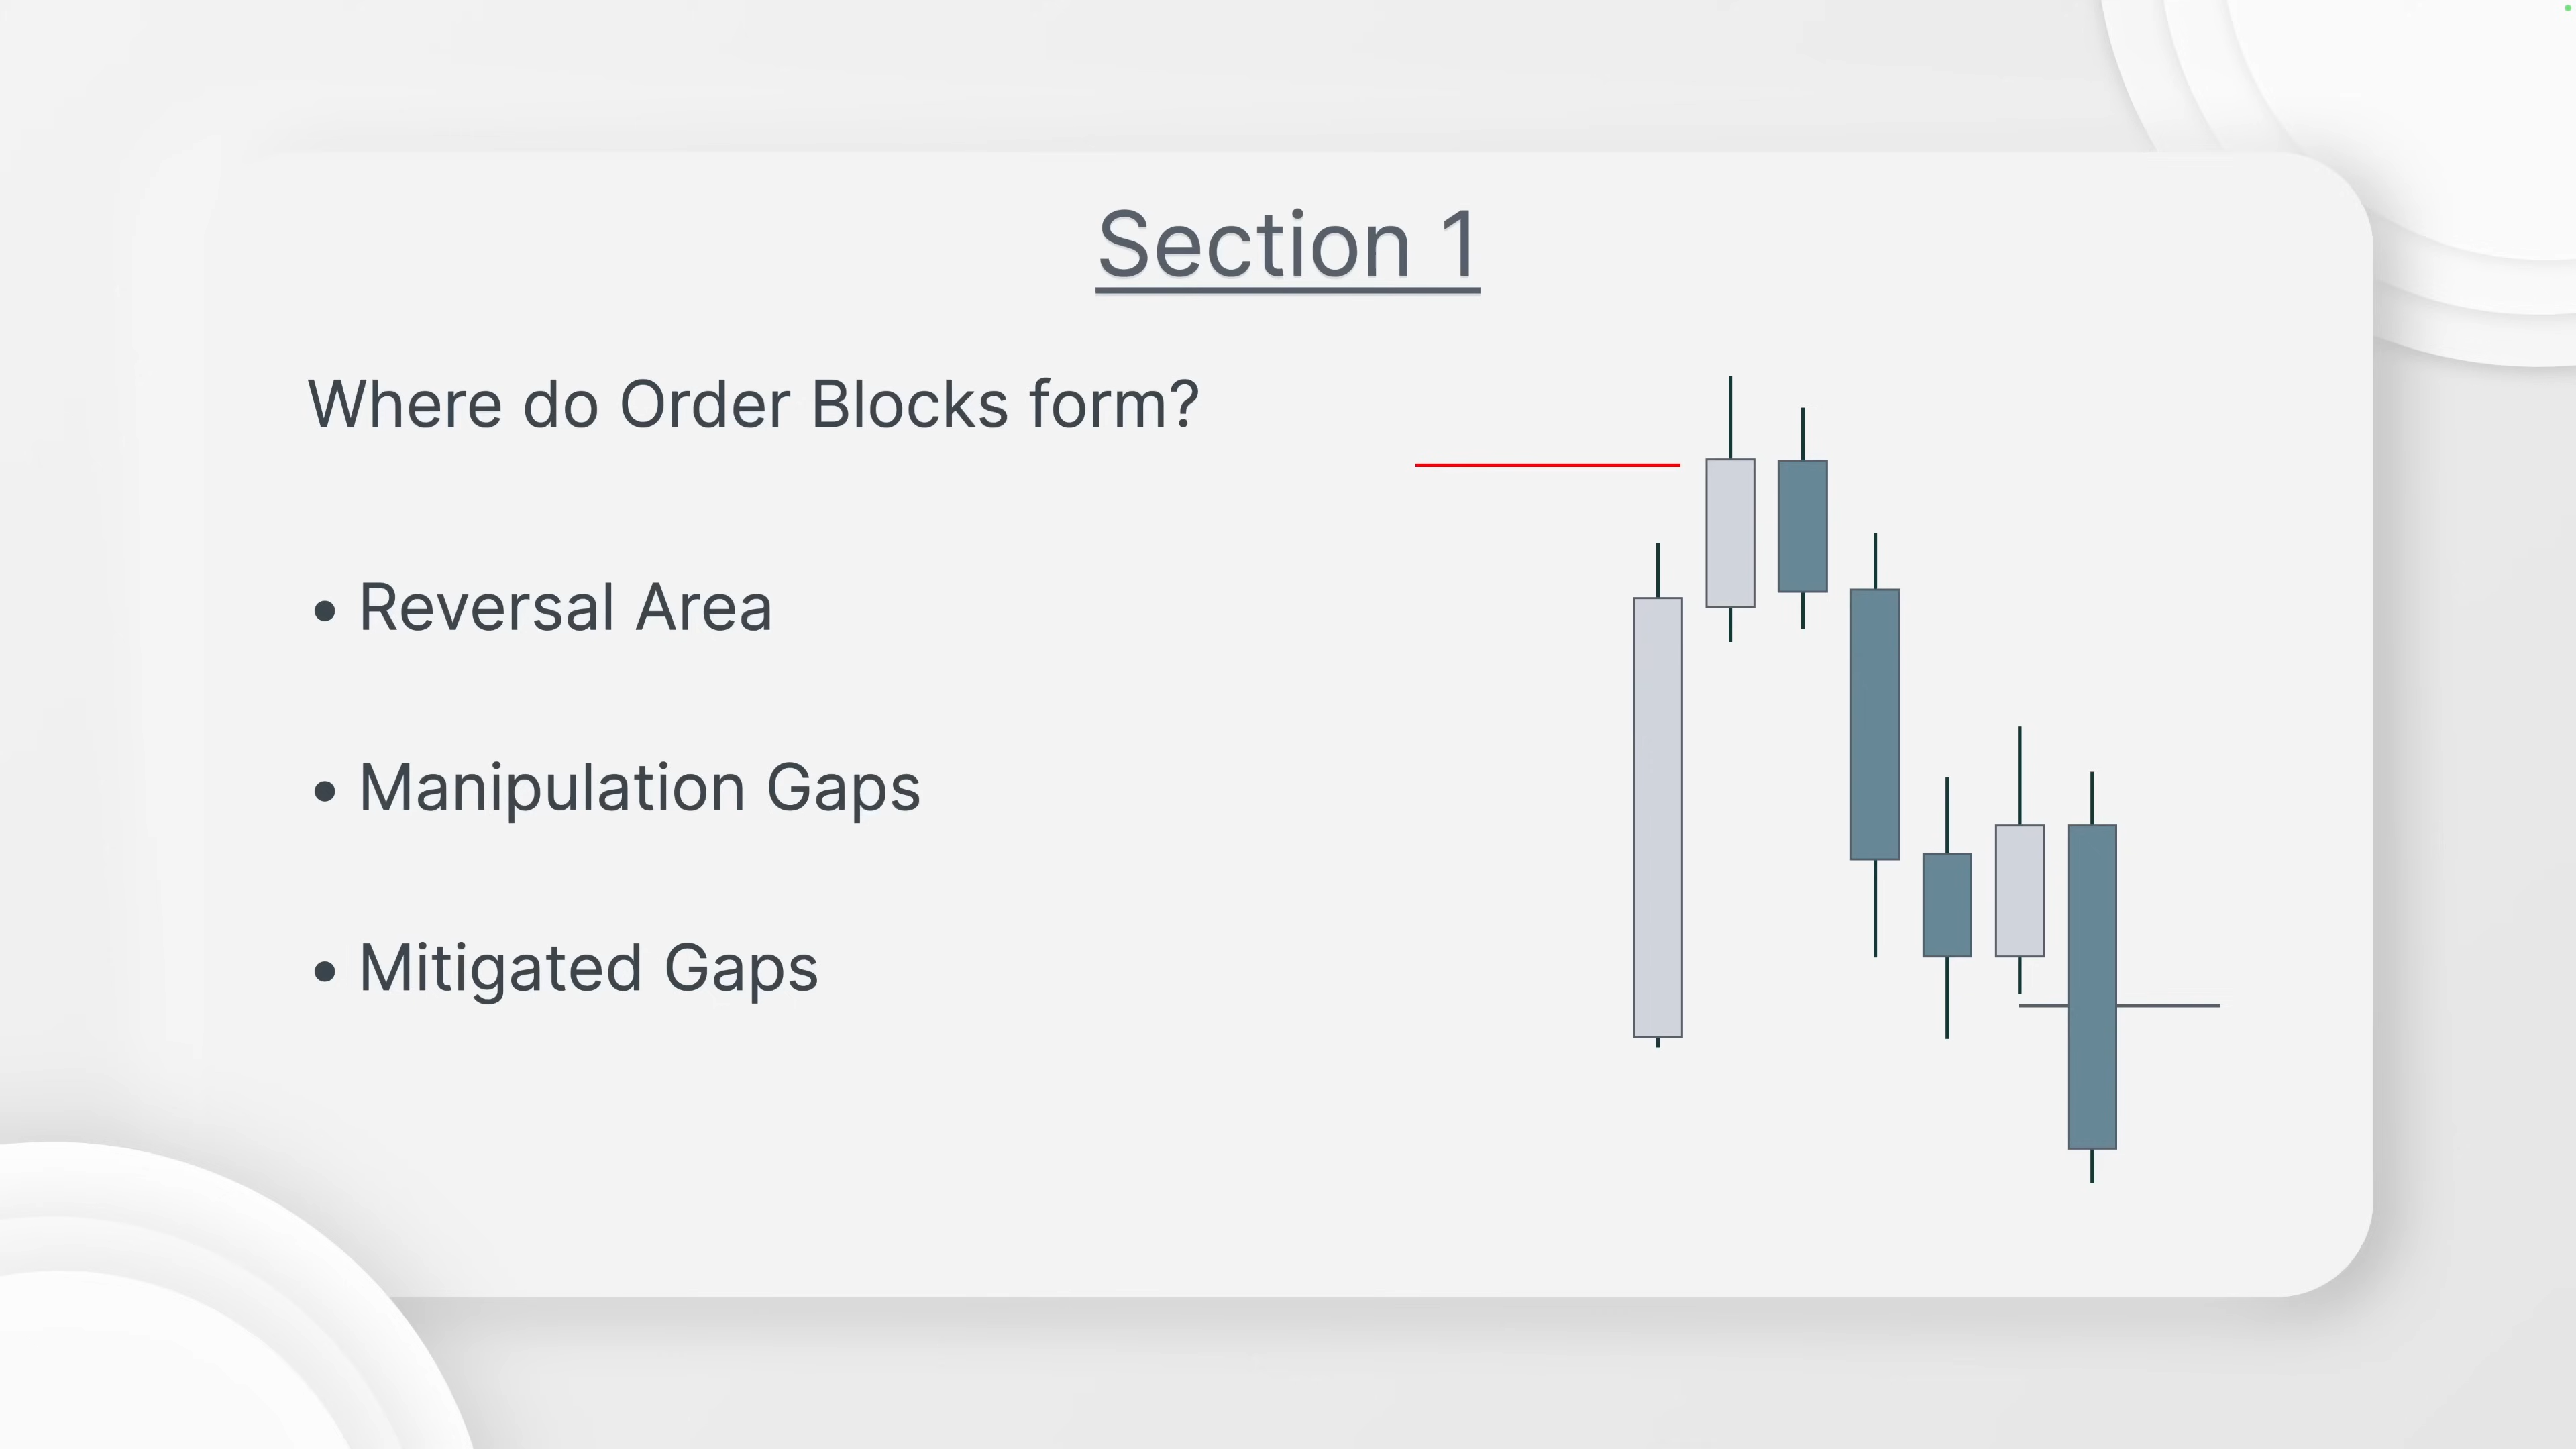 Section 1
Where do Order Blocks form?
• Reversal Area
• Manipulation Gaps
• Mitigated Gaps